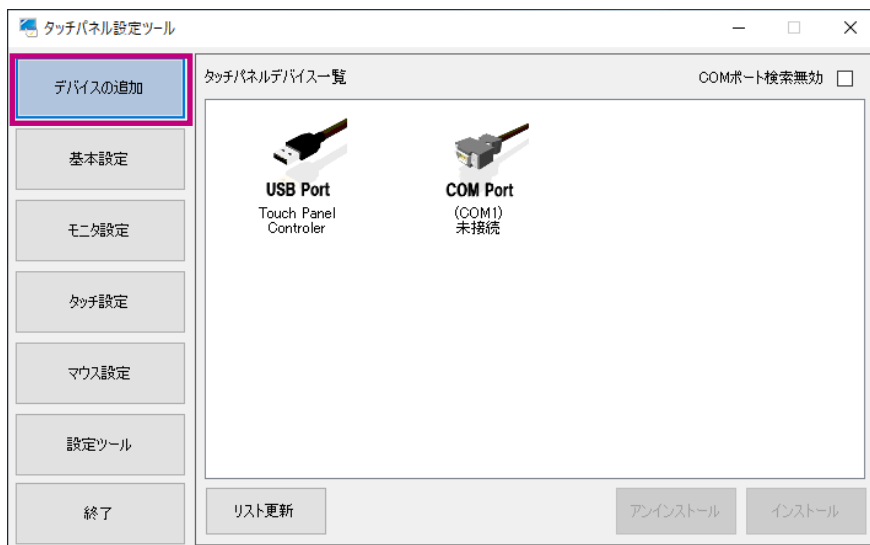 タッチパネル設定ツール
デバイスの追加
基本設定
モニタ設定
タッチ設定
マウス設定
設定ツール
終了
タッチパネルデバイス一覧
COMポート検索無効
USB Port
Touch Panel
Controler
COM Port
(COM1)
未接続
リスト更新
アンインストール
インストール